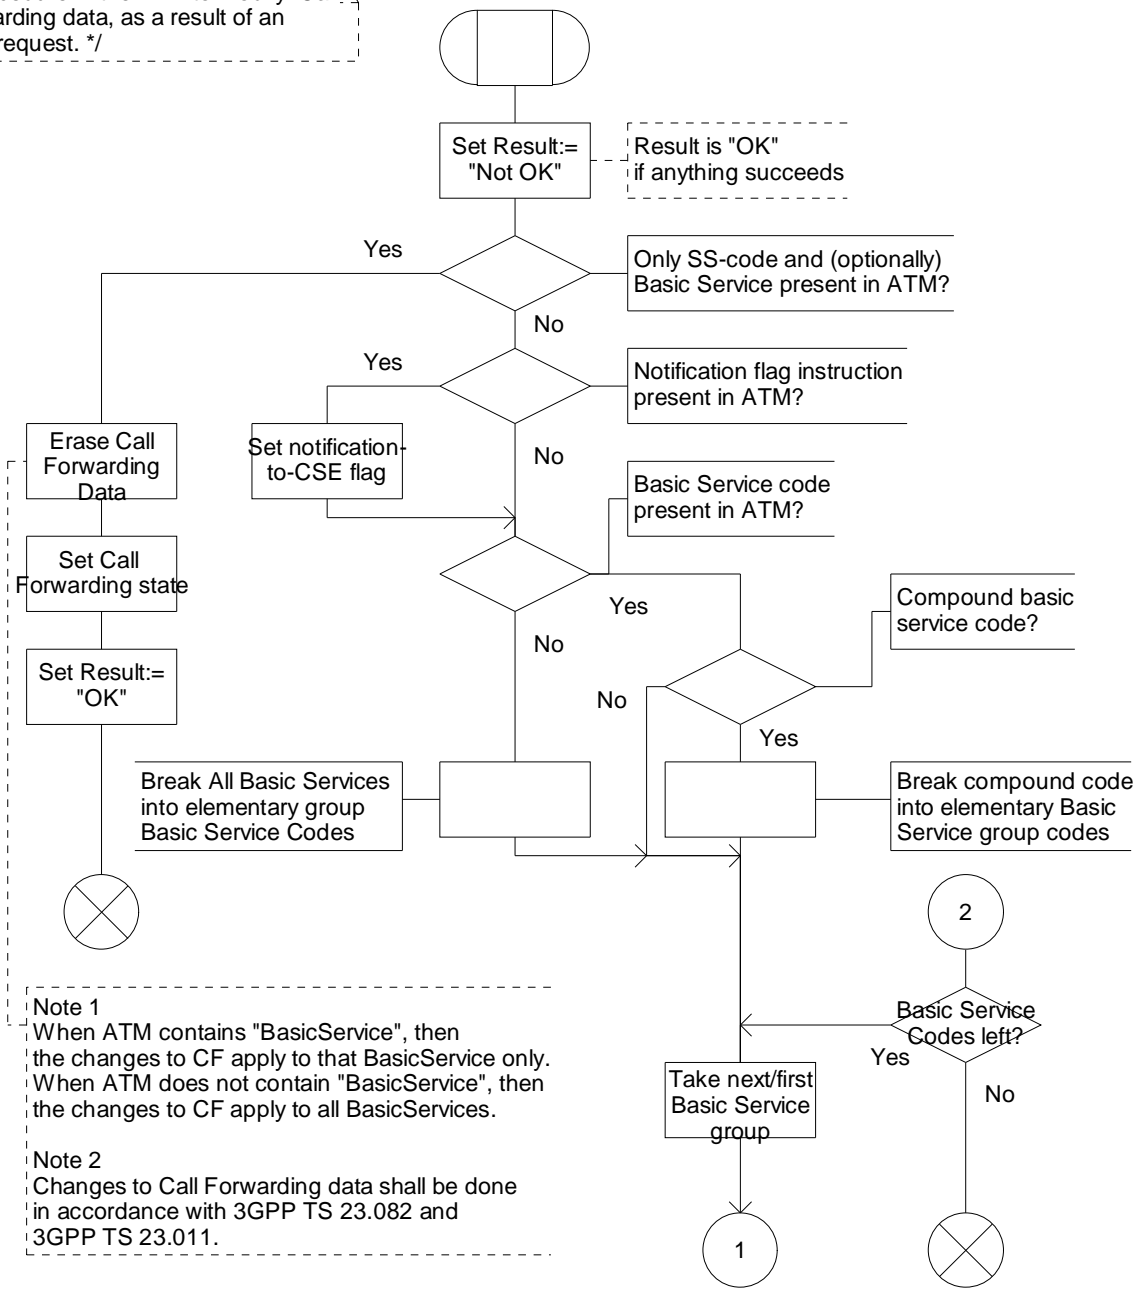 arding data, as a result of an
request. */
Set Result:=
"Not OK"
Result is "OK"
if anything succeeds
Yes
Only SS-code and (optionally)
Basic Service present in ATM?
No
Yes
Notification flag instruction
present in ATM?
Erase Call
Forwarding
Data
Set notification-
to-CSE flag
No
Basic Service code
present in ATM?
Set Call
Forwarding state
Yes
Compound basic
service code?
No
Set Result:=
"OK"
No
Yes
Break All Basic Services
into elementary group
Basic Service Codes
Break compound code
into elementary Basic
Service group codes
2
Note 1
When ATM contains "BasicService", then
the changes to CF apply to that BasicService only.
When ATM does not contain "BasicService", then
the changes to CF apply to all BasicServices.
Basic Service
Codes left?
Yes
Take next/first
Basic Service
group
No
Note 2
Changes to Call Forwarding data shall be done
in accordance with 3GPP TS 23.082 and
3GPP TS 23.011.
1